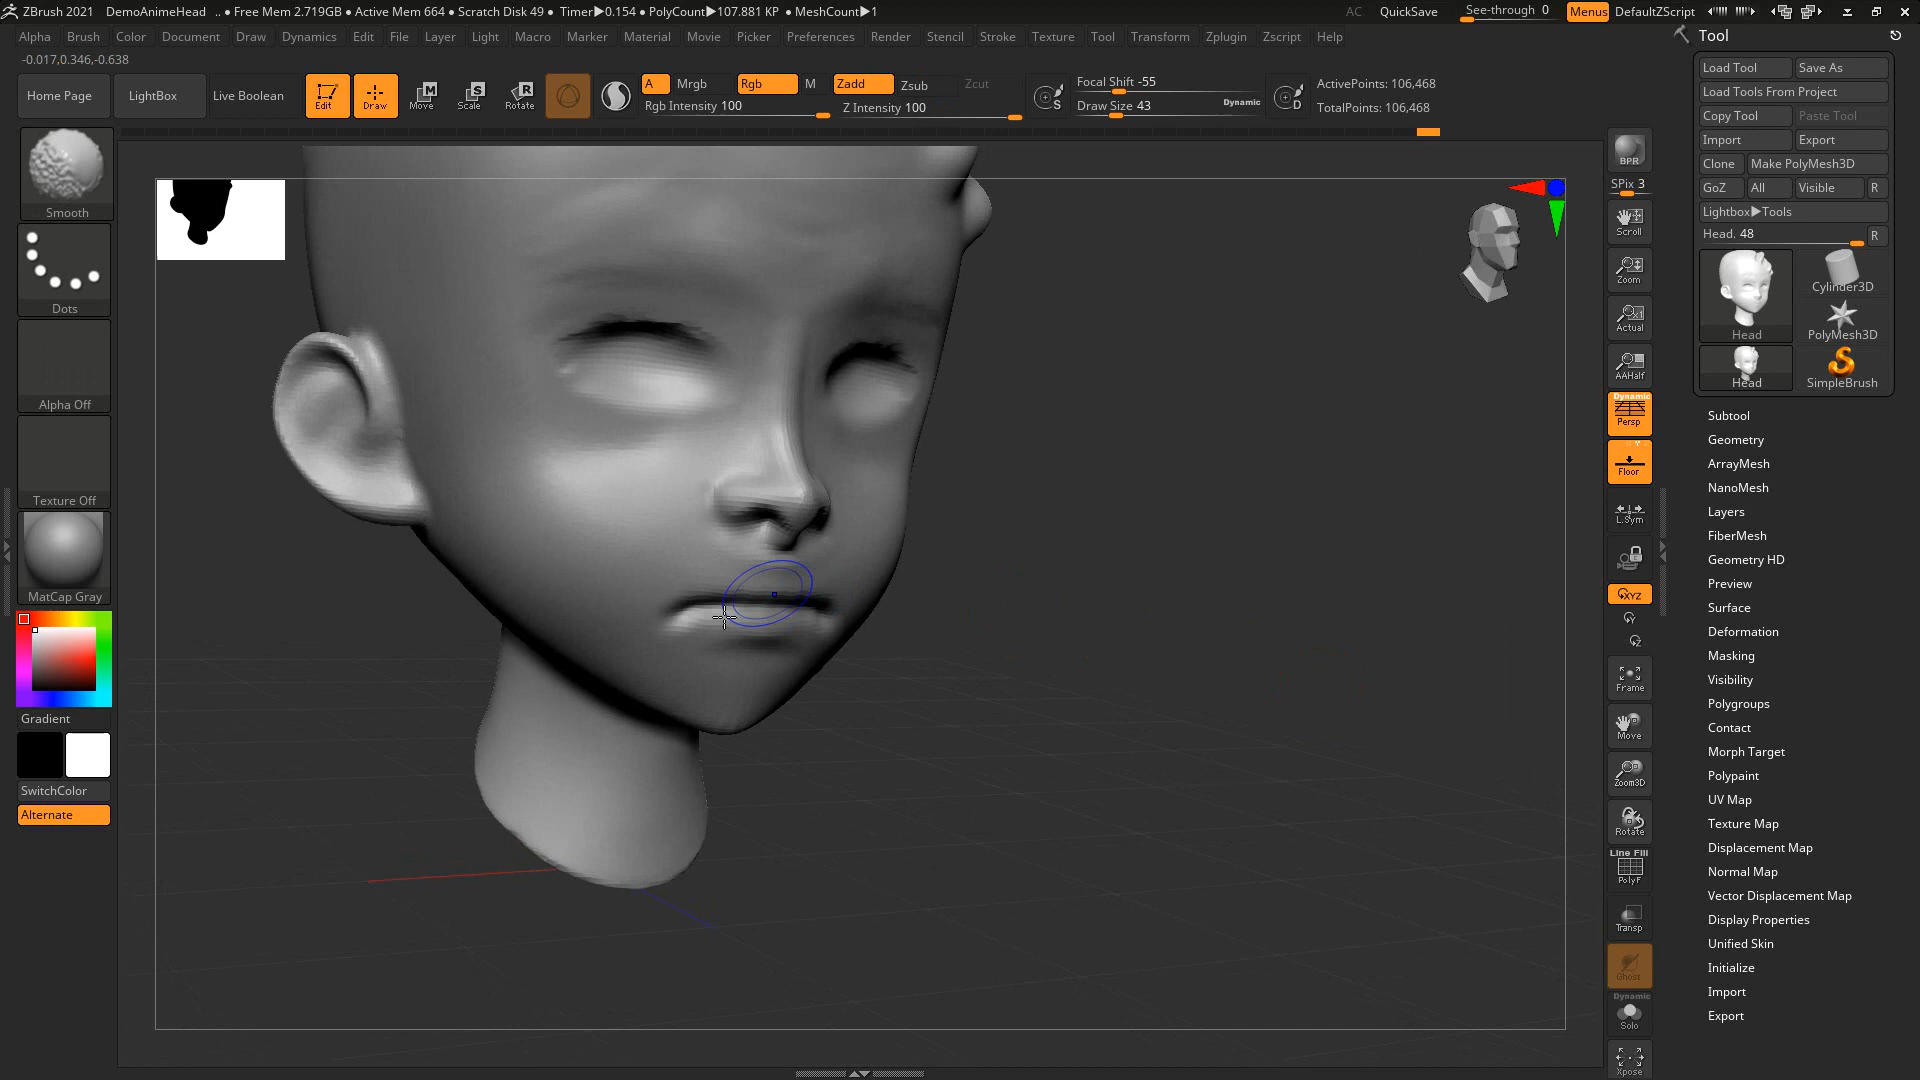 ZBrush 2021 DemoAnimeHead .. ● Free Mem 2.719GB ● Active Mem 664 ● Scratch Disk 49 ● Timer▶0.154 ● PolyCount▶107.881 KP ● MeshCount▶1 AC QuickSave See-through 0 Menus DefaultZScript
Alpha Brush Color Document Draw Dynamics Edit File Layer Light Macro Marker Material Movie Picker Preferences Render Stencil Stroke Texture Tool Transform Zplugin Zscript Help
-0.017,0.346,-0.638
Home Page LightBox Live Boolean Edit Draw Move Scale Rotate
M S R
A Mrgb Rgb M Zadd Zsub Zcut
Rgb Intensity 100 Z Intensity 100
S Focal Shift -55
Draw Size 43 Dynamic
D
ActivePoints: 106,468
TotalPoints: 106,468
Smooth
Dots
Alpha Off
Texture Off
MatCap Gray
Gradient
SwitchColor
Alternate
BPR
SPix 3
Scroll
Zoom
Actual
AAHalf
Dynamic
Persp
Floor
L.Sym
XYZ
Y
Z
Frame
Move
Zoom3D
Rotate
Line Fill
PolyF
Transp
Ghost
Dynamic
Solo
Xpose
Tool
Load Tool Save As
Load Tools From Project
Copy Tool Paste Tool
Import Export
Clone Make PolyMesh3D
GoZ All Visible R
Lightbox▶Tools
Head. 48 R
Head Cylinder3D
PolyMesh3D
Head SimpleBrush
Subtool
Geometry
ArrayMesh
NanoMesh
Layers
FiberMesh
Geometry HD
Preview
Surface
Deformation
Masking
Visibility
Polygroups
Contact
Morph Target
Polypaint
UV Map
Texture Map
Displacement Map
Normal Map
Vector Displacement Map
Display Properties
Unified Skin
Initialize
Import
Export